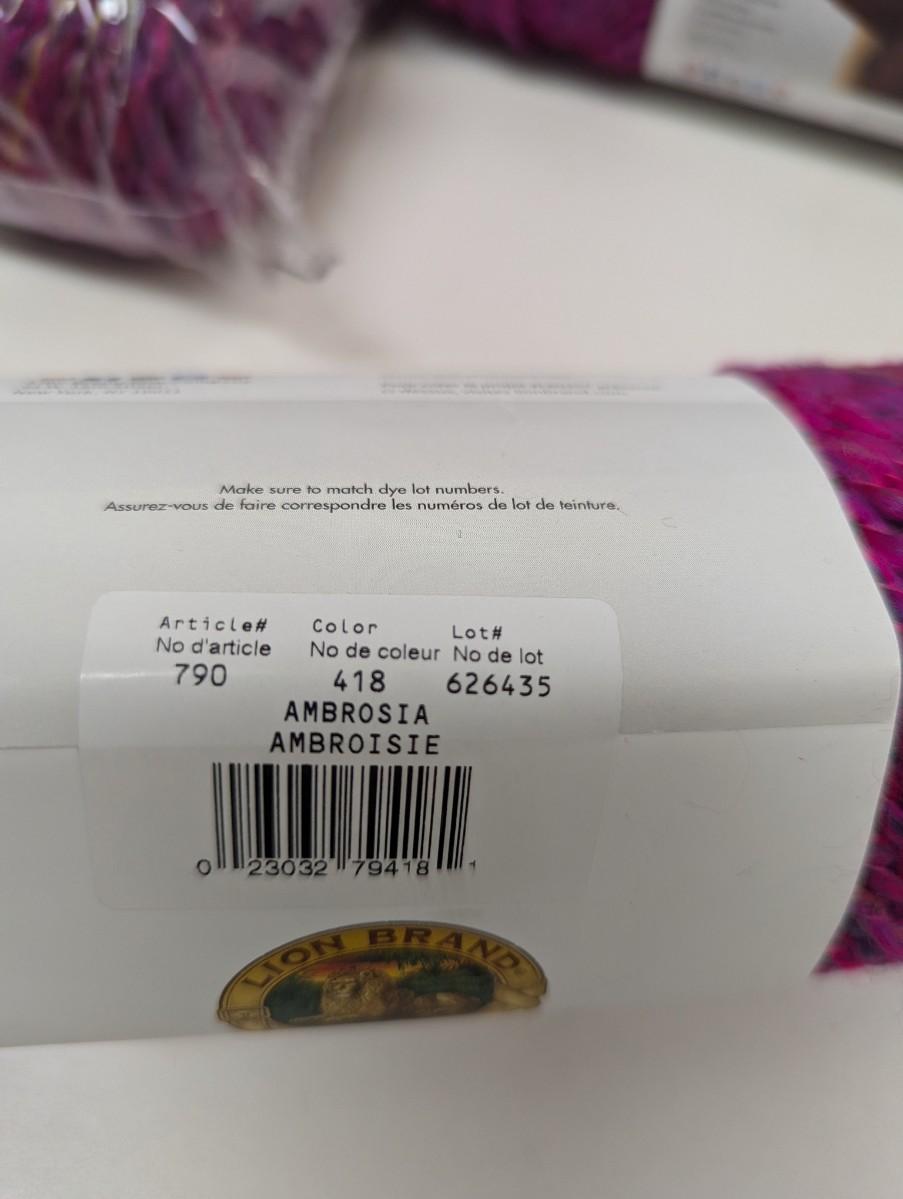 Make sure to match dye lot numbers.
Assurez-vous de faire correspondre les numéros de lot de teinture.
Article# Color Lot#
No d'article No de couleur No de lot
790 418 626435
AMBROSIA
AMBROISIE
0 23032 79418 1
LION BRAND